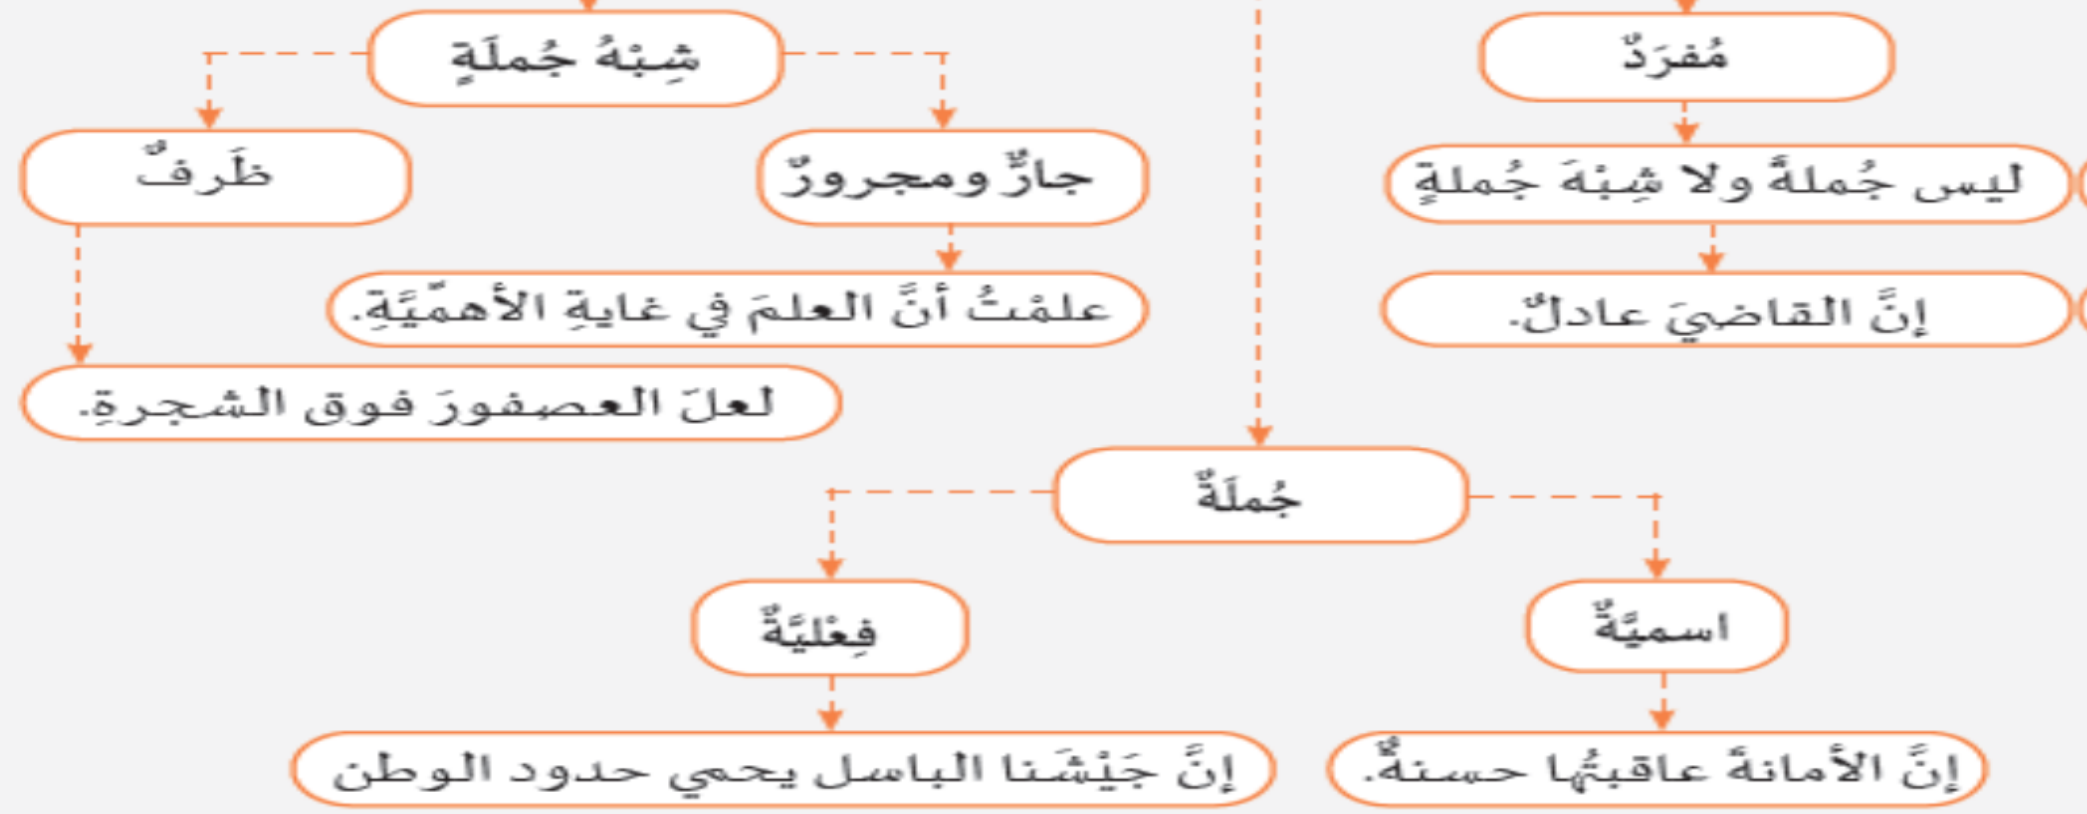 مُفرَدٌ
شِبْهُ جُملَةٍ
ليس جُملةً ولا شِبْهَ جُملةٍ
جارٌّ ومجرورٌ
ظَرفٌ
إنَّ القاضيَ عادلٌ.
علمْتُ أنَّ العلمَ في غايةِ الأهمّيَّةِ.
لعلّ العصفورَ فوق الشجرةِ.
جُملَةٌ
اسميَّةٌ
فِعْليَّةٌ
إنَّ الأمانةَ عاقبتُها حسنةٌ.
إنَّ جَيْشَنا الباسل يحمي حدود الوطن